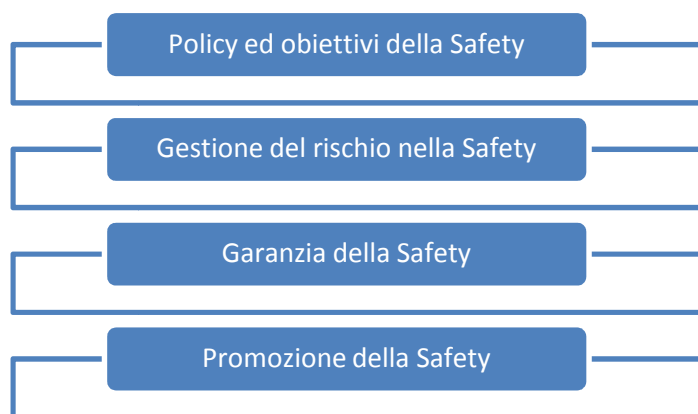 Policy ed obiettivi della Safety
Gestione del rischio nella Safety
Garanzia della Safety
Promozione della Safety